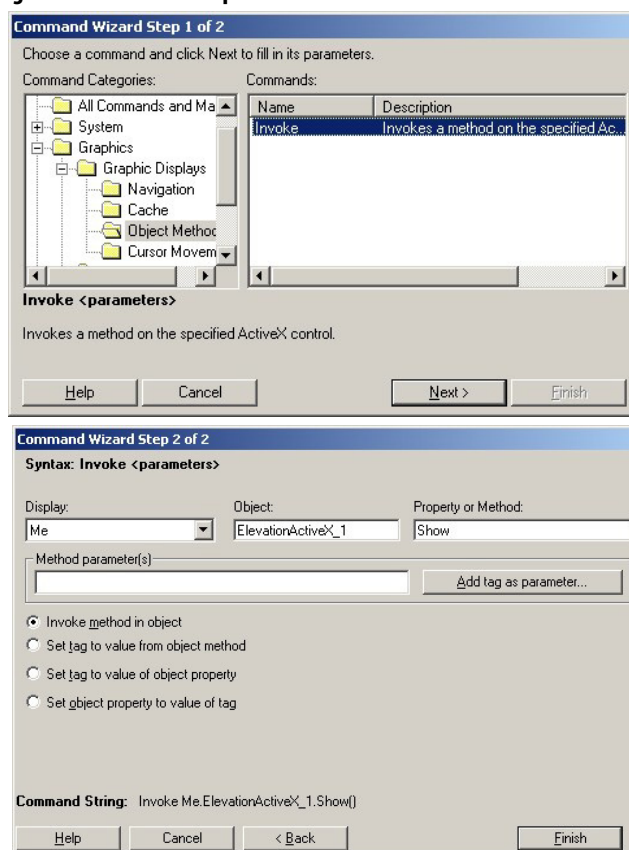 Command Wizard Step 1 of 2
Choose a command and click Next to fill in its parameters.
Command Categories: Commands:
All Commands and Ma
System
Graphics
Graphic Displays
Navigation
Cache
Object Method
Cursor Movem
Name Description
Invoke Invokes a method on the specified Ac...
Invoke <parameters>
Invokes a method on the specified ActiveX control.
Help Cancel Next > Finish
Command Wizard Step 2 of 2
Syntax: Invoke <parameters>
Display: Object: Property or Method:
Me ElevationActiveX_1 Show
Method parameter(s)
Add tag as parameter...
Invoke method in object
Set tag to value from object method
Set tag to value of object property
Set object property to value of tag
Command String: Invoke Me.ElevationActiveX_1.Show()
Help Cancel < Back Finish